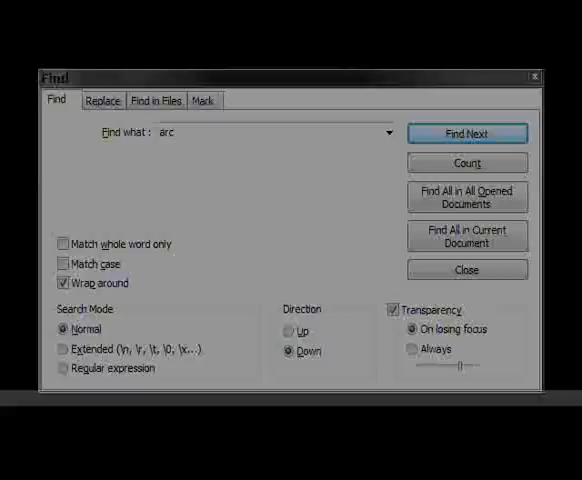 Find
Find Replace Find in Files Mark
Find what : arc
Find Next
Count
Find All in All Opened
Documents
Find All in Current
Document
Close
Match whole word only
Match case
Wrap around
Search Mode
Normal
Extended (\n, \r, \t, \0, \x...)
Regular expression
Direction
Up
Down
Transparency
On losing focus
Always